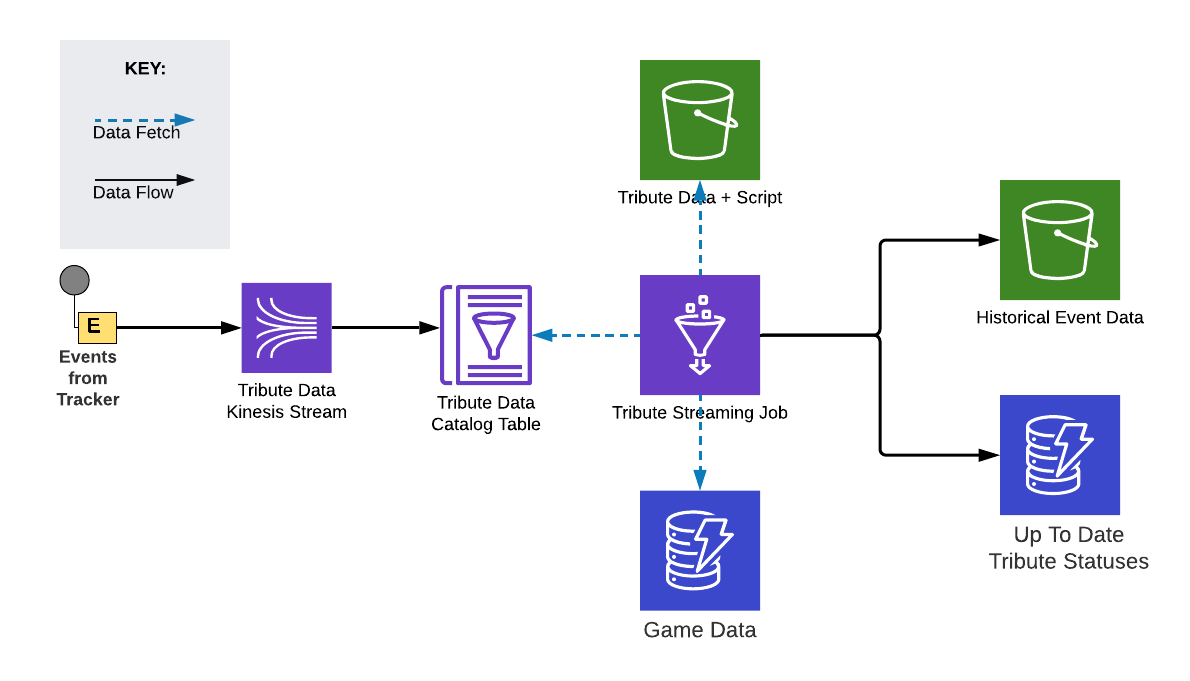 KEY:
Data Fetch
Data Flow
E
Events
from
Tracker
Tribute Data
Kinesis Stream
Tribute Data
Catalog Table
Tribute Data + Script
Tribute Streaming Job
Game Data
Historical Event Data
Up To Date
Tribute Statuses